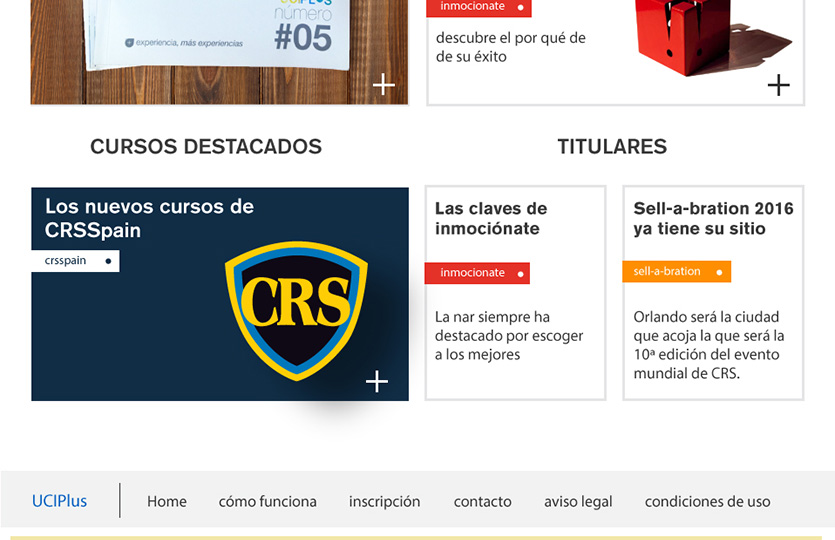 número
#05
experiencia, más experiencias
inmocionate
descubre el por qué de
de su éxito
CURSOS DESTACADOS
TITULARES
Los nuevos cursos de
CRSSpain
crsspain
CRS
Las claves de
inmociónate
inmocionate
La nar siempre ha
destacado por escoger
a los mejores
Sell-a-bration 2016
ya tiene su sitio
sell-a-bration
Orlando será la ciudad
que acoja la que será la
10ª edición del evento
mundial de CRS.
UCIPlus
Home
cómo funciona
inscripción
contacto
aviso legal
condiciones de uso